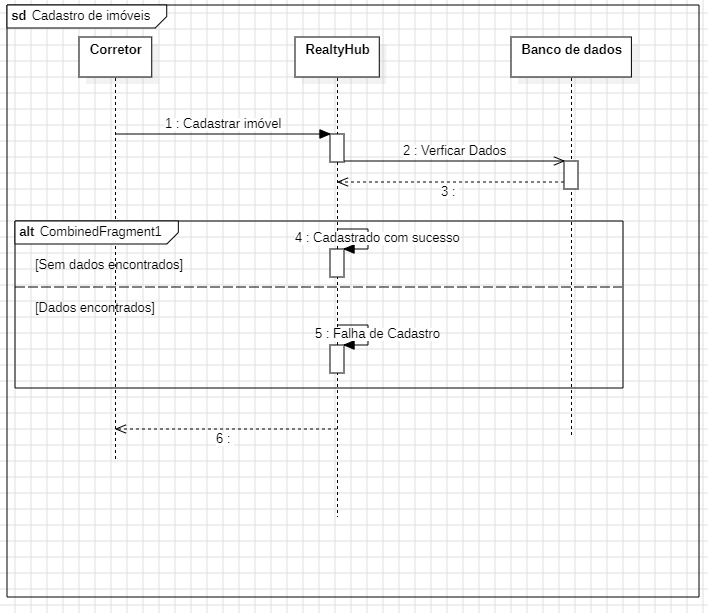 sd Cadastro de imóveis
Corretor
RealtyHub
Banco de dados
1 : Cadastrar imóvel
2 : Verficar Dados
3 :
alt CombinedFragment1
4 : Cadastrado com sucesso
[Sem dados encontrados]
[Dados encontrados]
5 : Falha de Cadastro
6 :